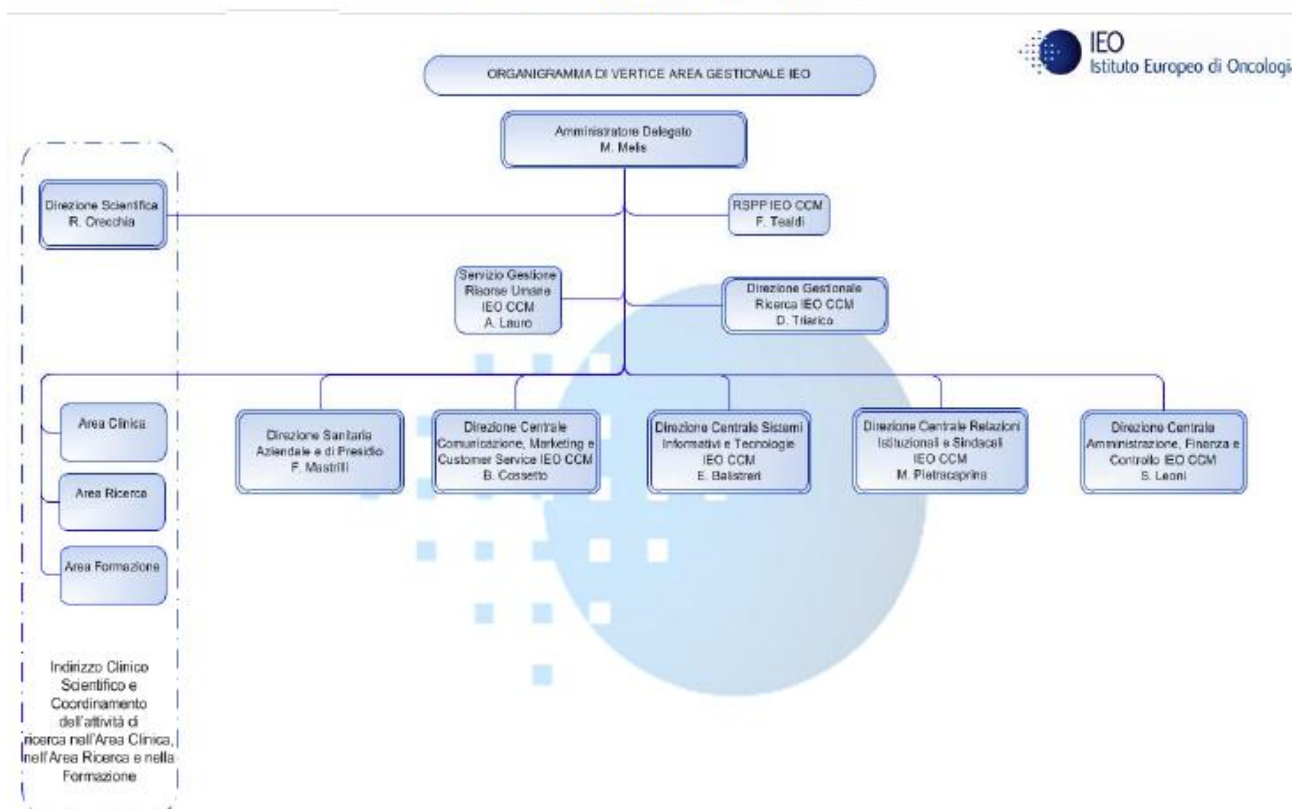 IEO
Istituto Europeo di Oncologi
ORGANIGRAMMA DI VERTICE AREA GESTIONALE IEO
Amministratore Delegato
M. Melis
Direzione Scientifica
R. Orecchia
RSPP IEO CCM
F. Tealdi
Servizio Gestione
Risorse Umane
IEO CCM
A. Lauro
Direzione Gestionale
Ricerca IEO CCM
D. Triarico
Area Clinica
Area Ricerca
Area Formazione
Direzione Sanitaria
Aziendale e di Presidio
F. Mastrilli
Direzione Centrale
Comunicazione, Marketing e
Customer Service IEO CCM
B. Cossetto
Direzione Centrale Sistemi
Informativi e Tecnologie
IEO CCM
E. Balistreri
Direzione Centrale Relazioni
Istituzionali e Sindacali
IEO CCM
M. Pietracaprina
Direzione Centrale
Amministrazione, Finanza e
Controllo IEO CCM
S. Leoni
Indirizzo Clinico
Scientifico e
Coordinamento
dell'attività di
ricerca nell'Area Clinica,
nell'Area Ricerca e nella
Formazione